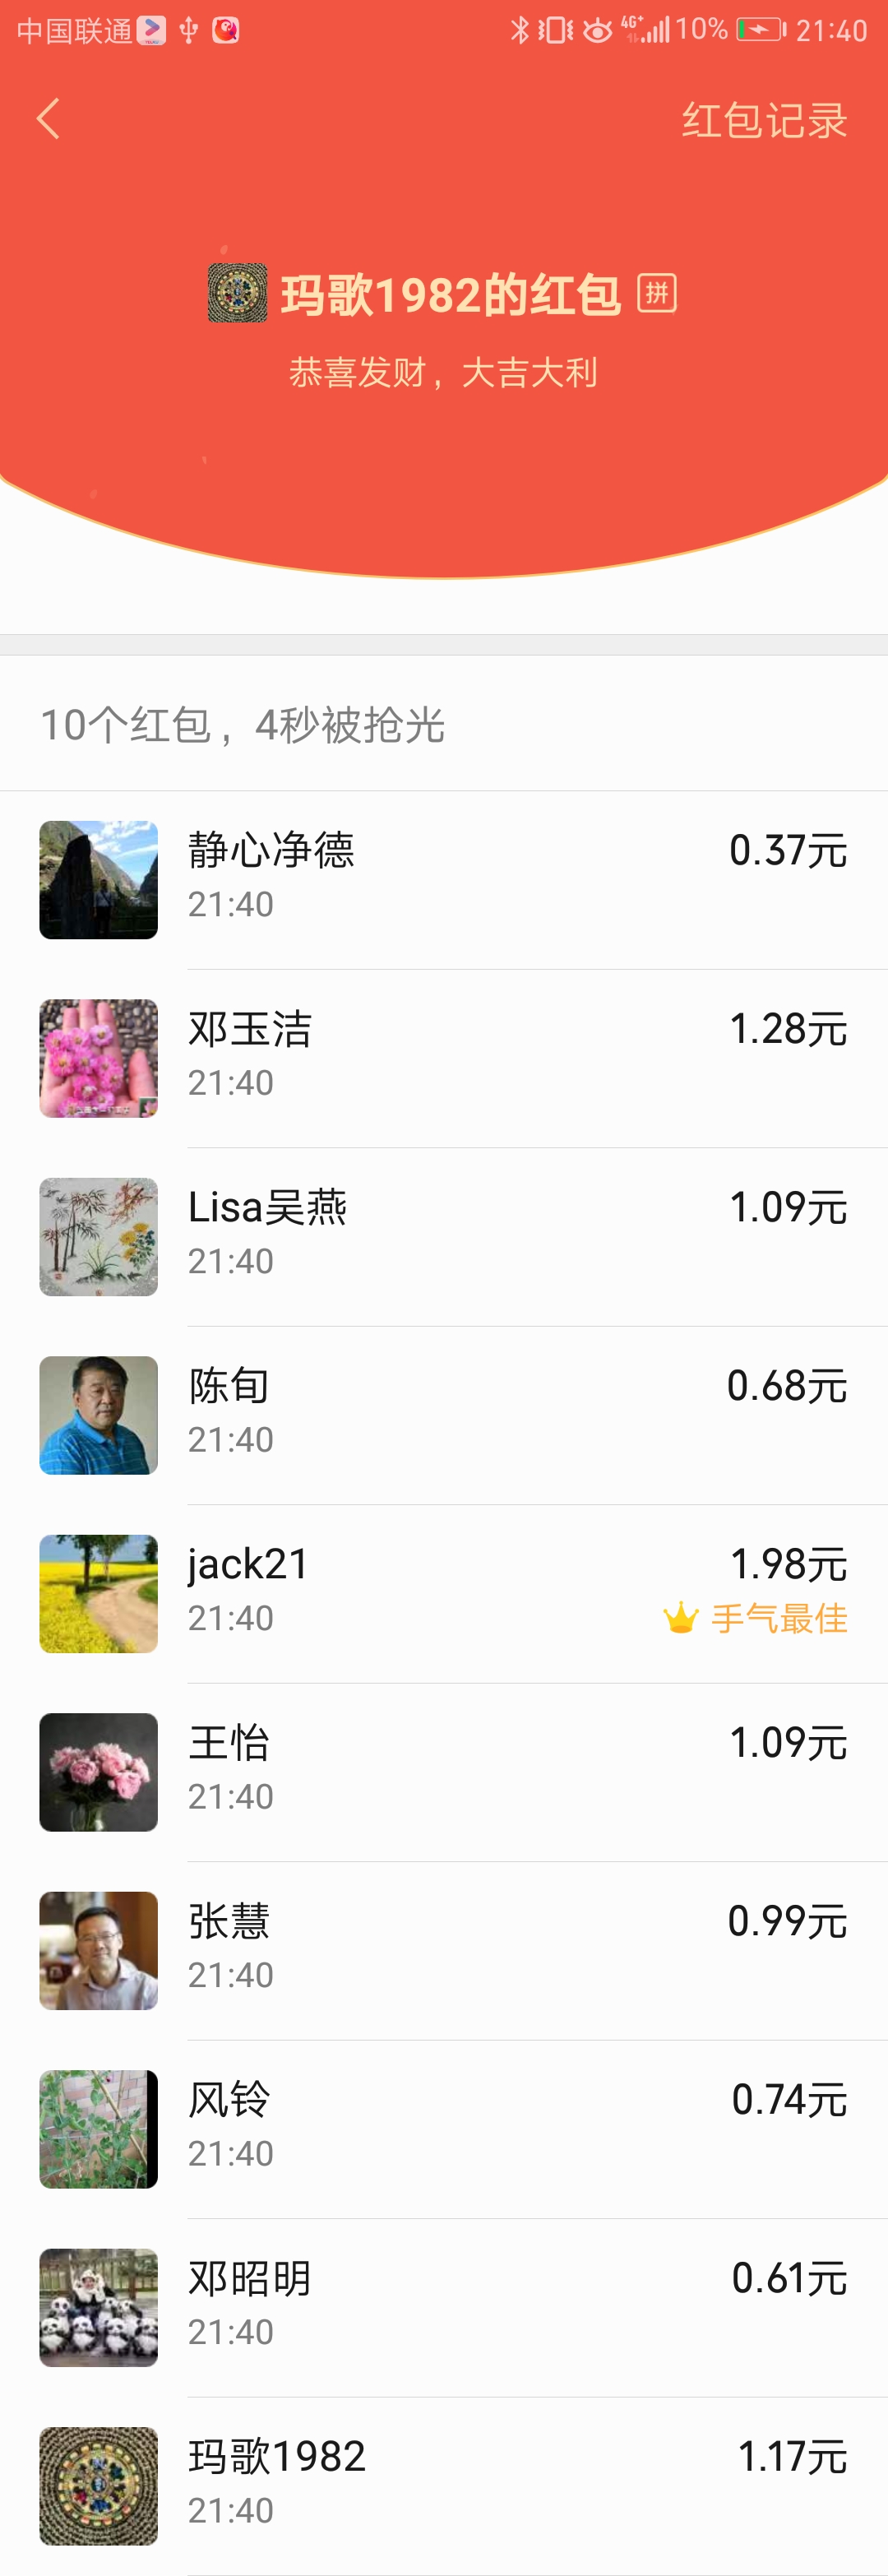 中国联通 4G+ 10% 21:40
红包记录
玛歌1982的红包 拼
恭喜发财，大吉大利
10个红包，4秒被抢光
静心净德 0.37元
21:40
邓玉洁 1.28元
21:40
Lisa吴燕 1.09元
21:40
陈旬 0.68元
21:40
jack21 1.98元
21:40 手气最佳
王怡 1.09元
21:40
张慧 0.99元
21:40
风铃 0.74元
21:40
邓昭明 0.61元
21:40
玛歌1982 1.17元
21:40